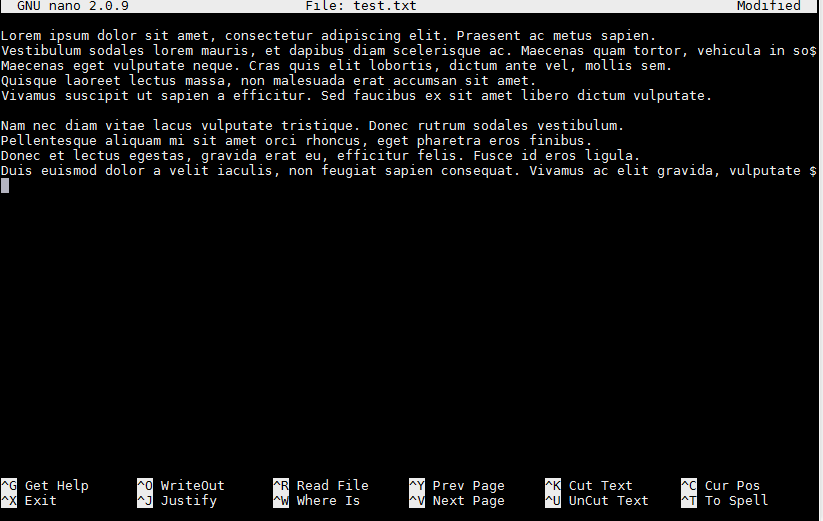 GNU nano 2.0.9 File: test.txt Modified
Lorem ipsum dolor sit amet, consectetur adipiscing elit. Praesent ac metus sapien.
Vestibulum sodales lorem mauris, et dapibus diam scelerisque ac. Maecenas quam tortor, vehicula in so$
Maecenas eget vulputate neque. Cras quis elit lobortis, dictum ante vel, mollis sem.
Quisque laoreet lectus massa, non malesuada erat accumsan sit amet.
Vivamus suscipit ut sapien a efficitur. Sed faucibus ex sit amet libero dictum vulputate.
Nam nec diam vitae lacus vulputate tristique. Donec rutrum sodales vestibulum.
Pellentesque aliquam mi sit amet orci rhoncus, eget pharetra eros finibus.
Donec et lectus egestas, gravida erat eu, efficitur felis. Fusce id eros ligula.
Duis euismod dolor a velit iaculis, non feugiat sapien consequat. Vivamus ac elit gravida, vulputate $
^G Get Help ^O WriteOut ^R Read File ^Y Prev Page ^K Cut Text ^C Cur Pos
^X Exit ^J Justify ^W Where Is ^V Next Page ^U UnCut Text ^T To Spell